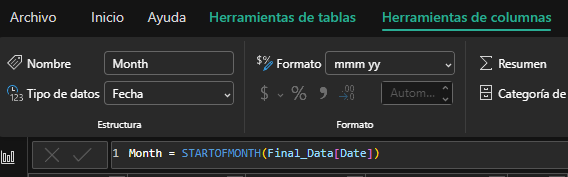 Archivo Inicio Ayuda Herramientas de tablas Herramientas de columnas
Nombre Month Formato mmm yy Resumen
Tipo de datos Fecha $ % Autom... Categoría de
Estructura Formato
1 Month = STARTOFMONTH(Final_Data[Date])